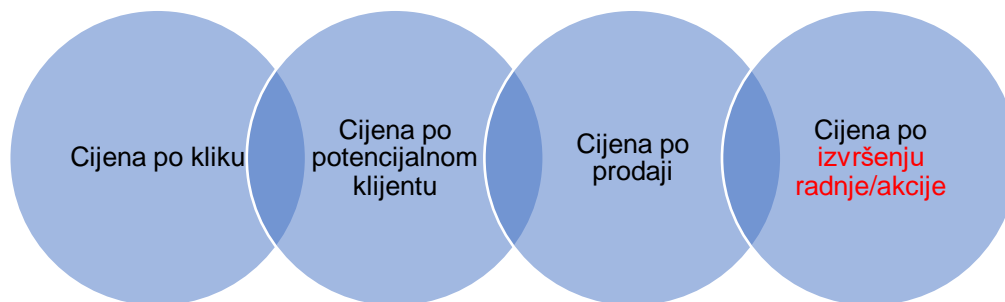 Cijena po kliku
Cijena po
potencijalnom
klijentu
Cijena po
prodaji
Cijena po
izvršenju
radnje/akcije